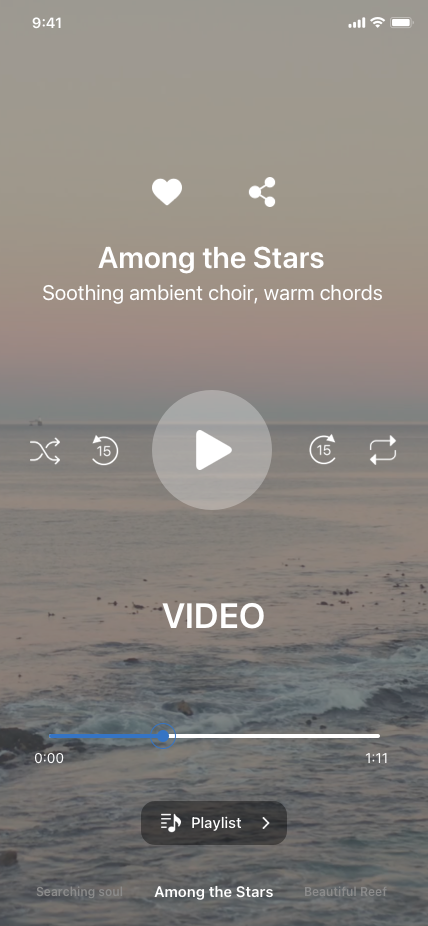 9:41
Among the Stars
Soothing ambient choir, warm chords
15
15
VIDEO
0:00
1:11
Playlist
Searching soul
Among the Stars
Beautiful Reef